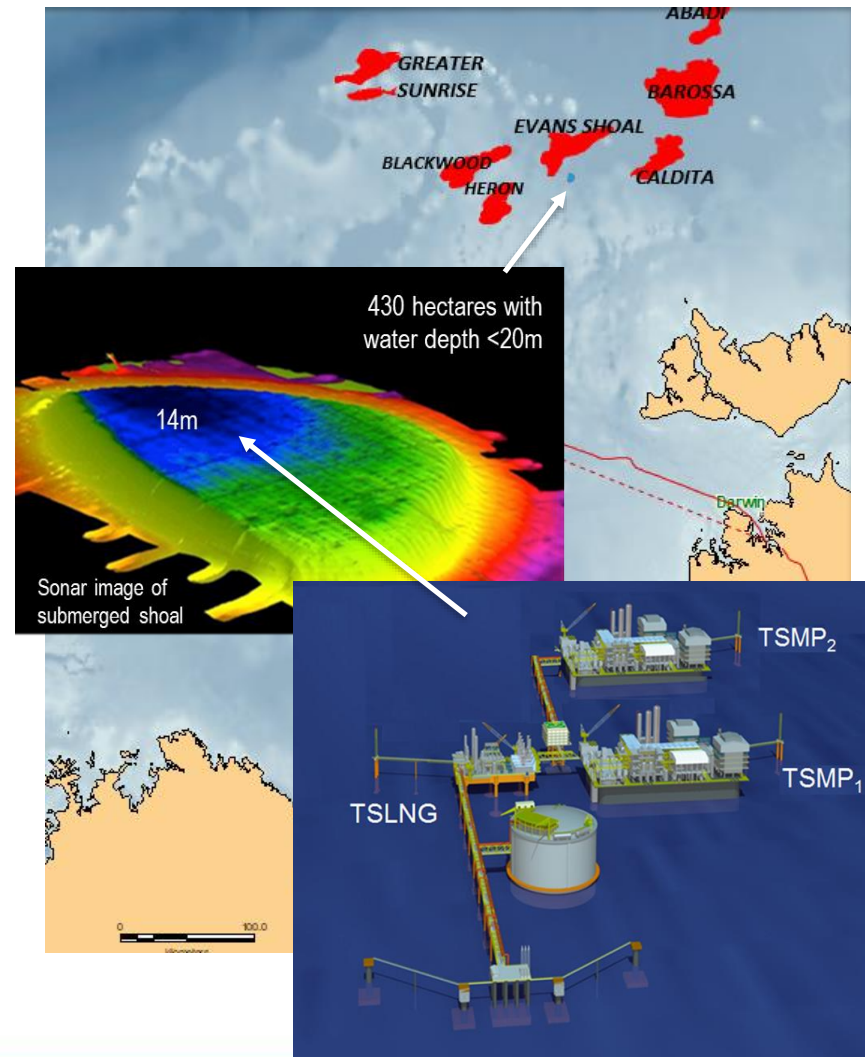 ABADI
GREATER
SUNRISE
BAROSSA
EVANS SHOAL
BLACKWOOD
CALDITA
HERON
430 hectares with
water depth <20m
14m
Darwin
Sonar image of
submerged shoal
TSMP₂
TSMP₁
TSLNG
0 100.0
Kilometers